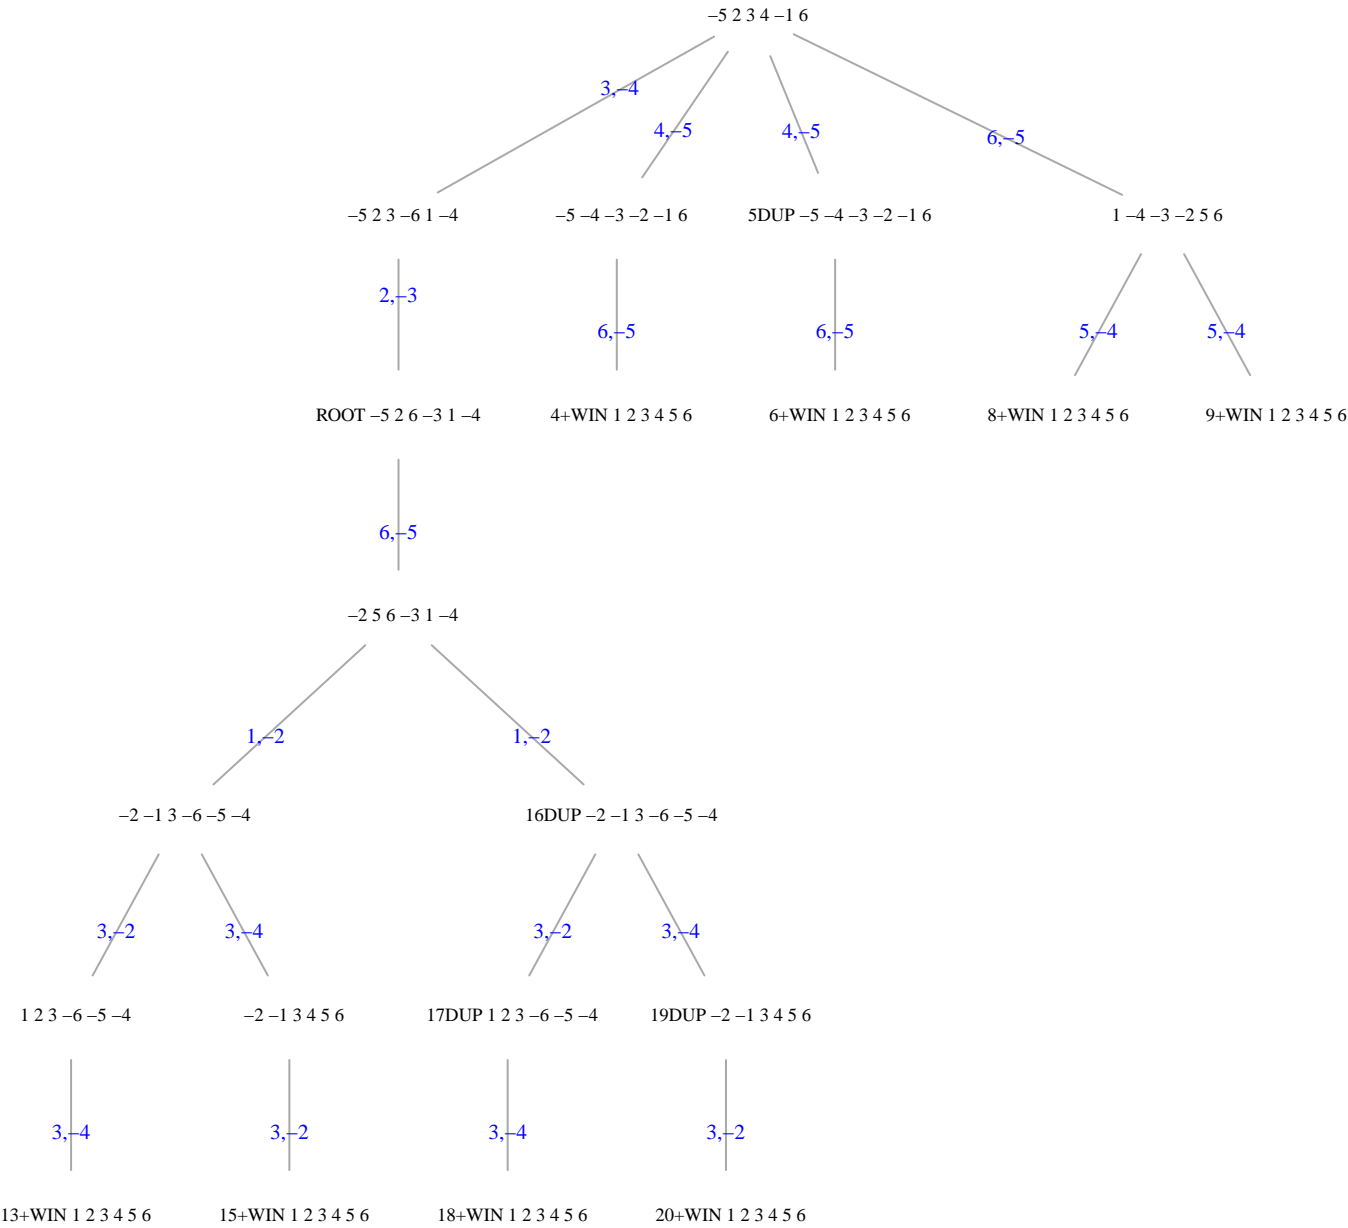 –5 2 3 4 –1 6
3,–4
4,–5
4,–5
6,–5
–5 2 3 –6 1 –4
–5 –4 –3 –2 –1 6
5DUP –5 –4 –3 –2 –1 6
1 –4 –3 –2 5 6
2,–3
6,–5
6,–5
5,–4
5,–4
ROOT –5 2 6 –3 1 –4
4+WIN 1 2 3 4 5 6
6+WIN 1 2 3 4 5 6
8+WIN 1 2 3 4 5 6
9+WIN 1 2 3 4 5 6
6,–5
–2 5 6 –3 1 –4
1,–2
1,–2
–2 –1 3 –6 –5 –4
16DUP –2 –1 3 –6 –5 –4
3,–2
3,–4
3,–2
3,–4
1 2 3 –6 –5 –4
–2 –1 3 4 5 6
17DUP 1 2 3 –6 –5 –4
19DUP –2 –1 3 4 5 6
3,–4
3,–2
3,–4
3,–2
13+WIN 1 2 3 4 5 6
15+WIN 1 2 3 4 5 6
18+WIN 1 2 3 4 5 6
20+WIN 1 2 3 4 5 6